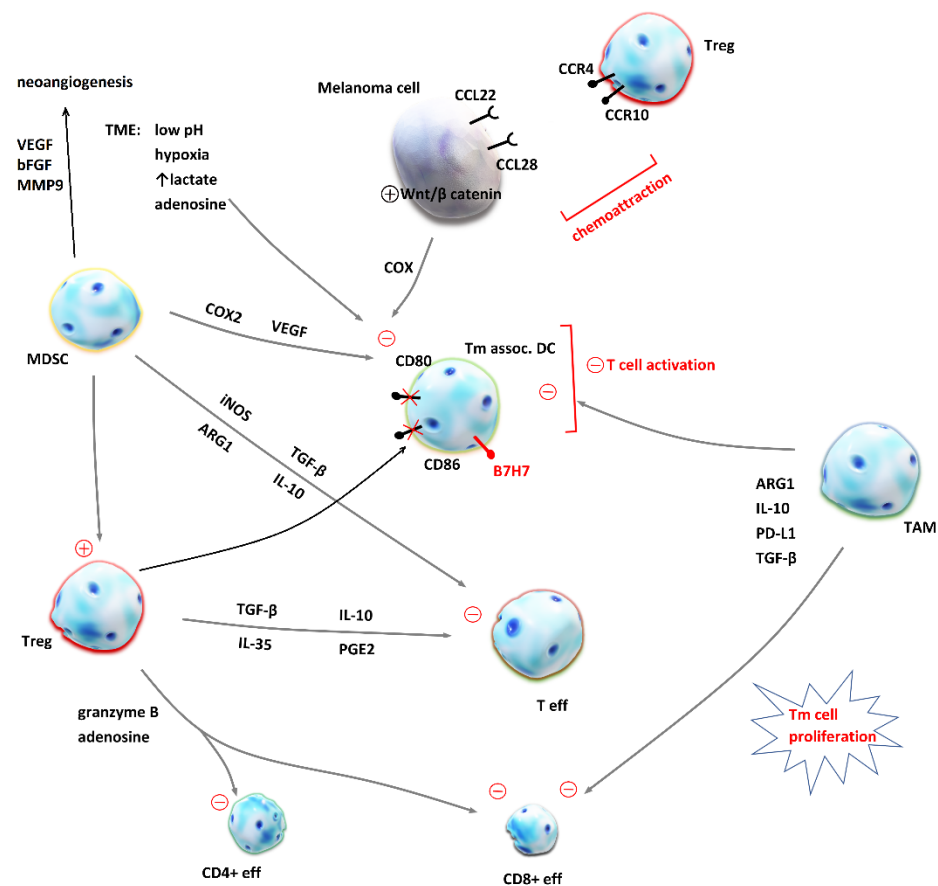 Treg
CCR4
CCR10
Melanoma cell
CCL22
CCL28
⊕Wnt/β catenin
chemoattraction
neoangiogenesis
VEGF
bFGF
MMP9
TME: low pH
hypoxia
↑lactate
adenosine
COX
MDSC
COX2
VEGF
⊖
CD80
Tm assoc. DC
⊖
⊖T cell activation
CD86
B7H7
iNOS
ARG1
TGF-β
IL-10
ARG1
IL-10
PD-L1
TGF-β
TAM
⊕
Treg
TGF-β
IL-10
IL-35
PGE2
⊖
T eff
granzyme B
adenosine
Tm cell
proliferation
⊖
CD4+ eff
⊖
⊖
CD8+ eff